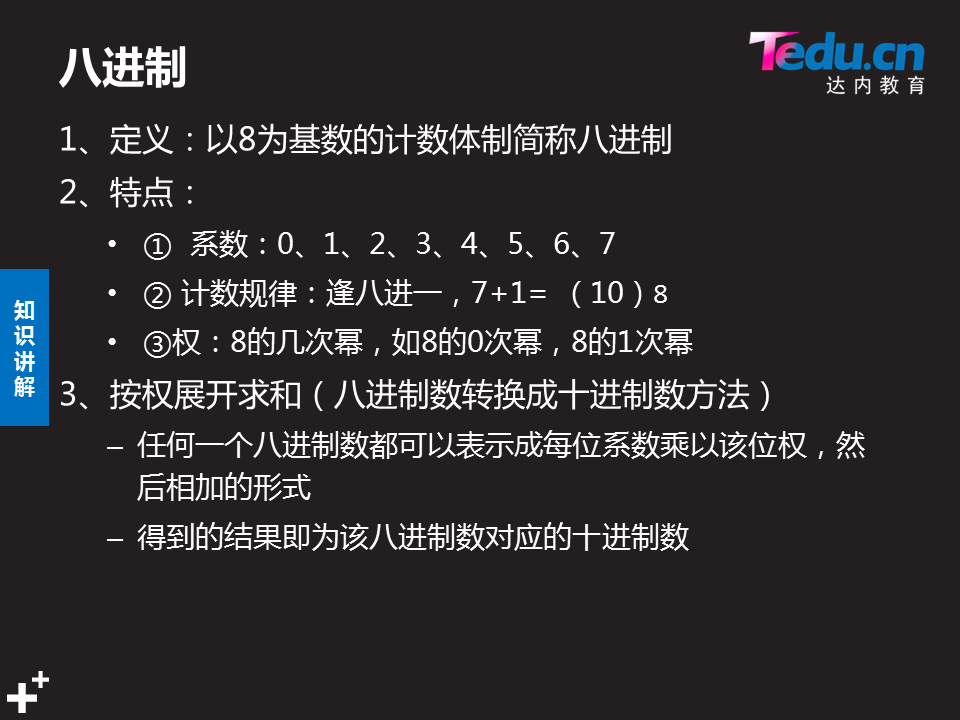 八进制
Tedu.cn
达内教育
1、定义：以8为基数的计数体制简称八进制
2、特点：
• ① 系数：0、1、2、3、4、5、6、7
• ② 计数规律：逢八进一，7+1= （10）8
• ③权：8的几次幂，如8的0次幂，8的1次幂
知识讲解
3、按权展开求和（八进制数转换成十进制数方法）
– 任何一个八进制数都可以表示成每位系数乘以该位权，然
后相加的形式
– 得到的结果即为该八进制数对应的十进制数